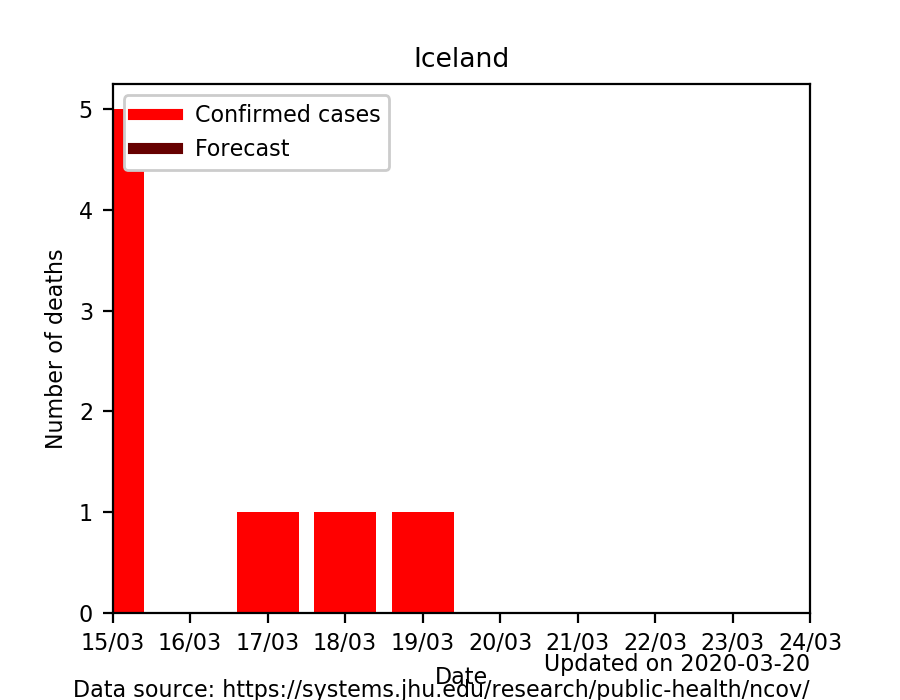 Iceland
Confirmed cases
Forecast
Number of deaths
5
4
3
2
1
0
15/03 16/03 17/03 18/03 19/03 20/03 21/03 22/03 23/03 24/03
Date
Updated on 2020-03-20
Data source: https://systems.jhu.edu/research/public-health/ncov/